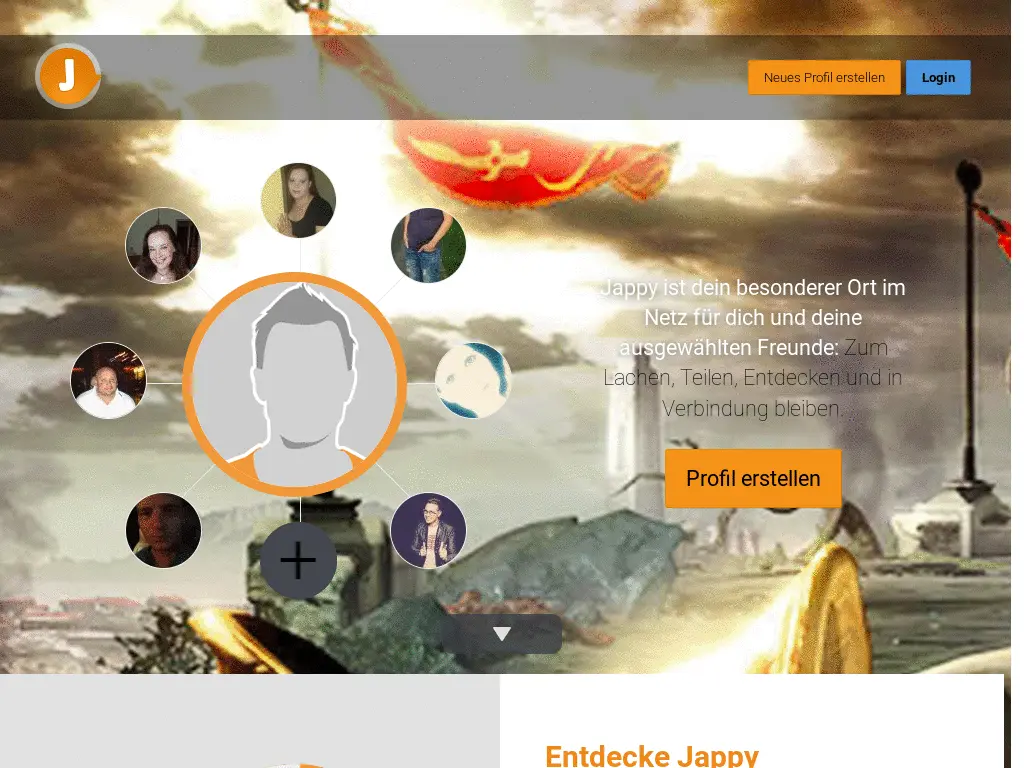 J
Neues Profil erstellen
Login
Jappy ist dein besonderer Ort im
Netz für dich und deine
ausgewählten Freunde: Zum
Lachen, Teilen, Entdecken und in
Verbindung bleiben.
Profil erstellen
Entdecke Jappy